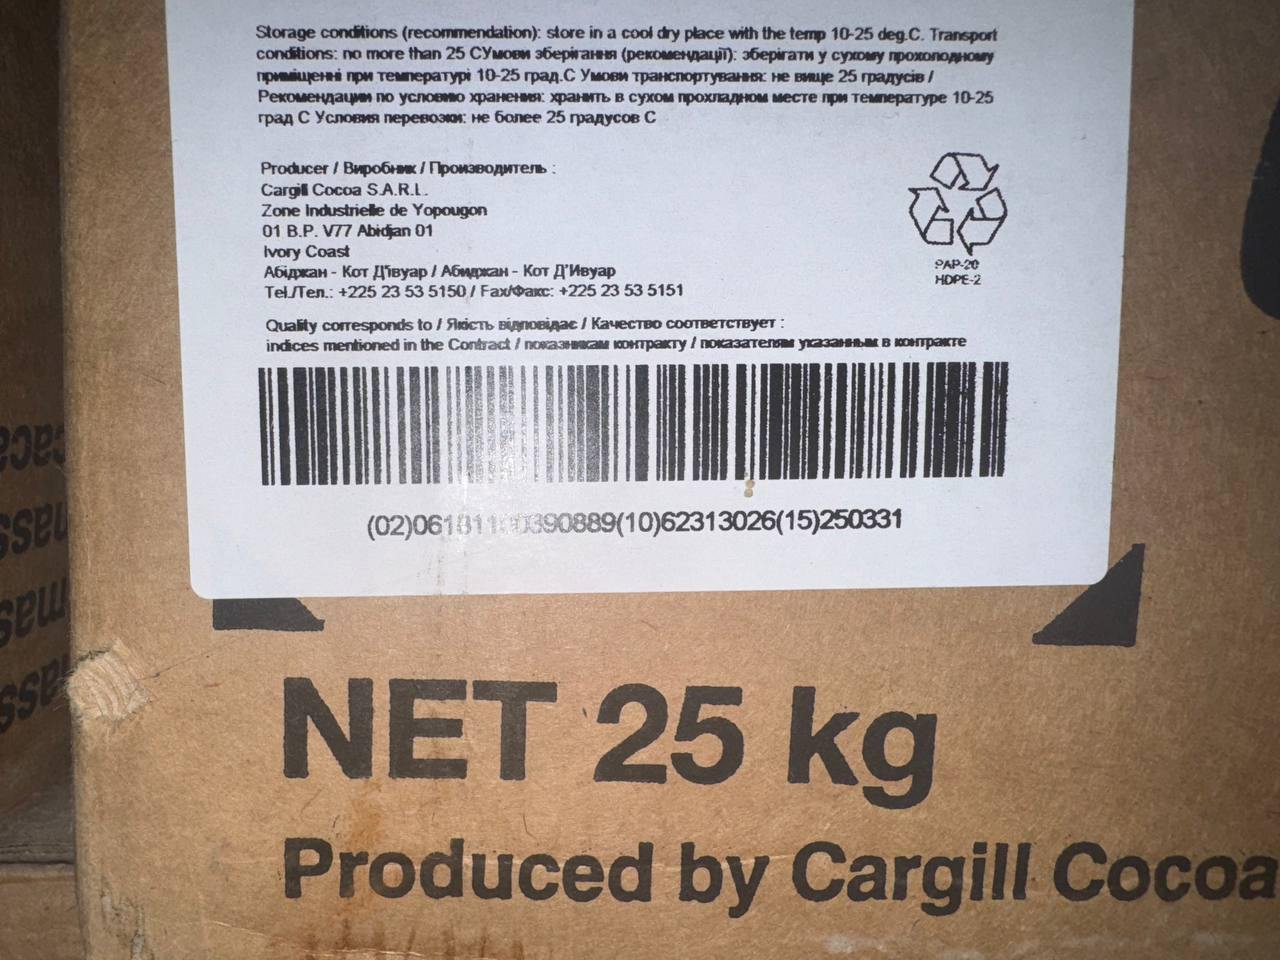 Storage conditions (recommendation): store in a cool dry place with the temp 10-25 deg.C. Transport
conditions: no more than 25 CУмови зберігання (рекомендації): зберігати у сухому прохолодному
приміщенні при температурі 10-25 град.С Умови транспортування: не вище 25 градусів /
Рекомендации по условию хранения: хранить в сухом прохладном месте при температуре 10-25
град С Условия перевозки: не более 25 градусов С
Producer / Виробник / Производитель :
Cargill Cocoa S.A.R.L.
Zone Industrielle de Yopougon
01 B.P. V77 Abidjan 01
Ivory Coast
Абіджан - Кот Д'івуар / Абиджан - Кот Д'Ивуар
Tel./Тел.: +225 23 53 5150 / Fax/Факс: +225 23 53 5151
PAP-20
HDPE-2
Quality corresponds to / Якість відповідає / Качество соответствует :
indices mentioned in the Contract / показникам контракту / показателям указанным в контракте
(10)62313026(15)250331
NET 25 kg
Produced by Cargill Cocoa